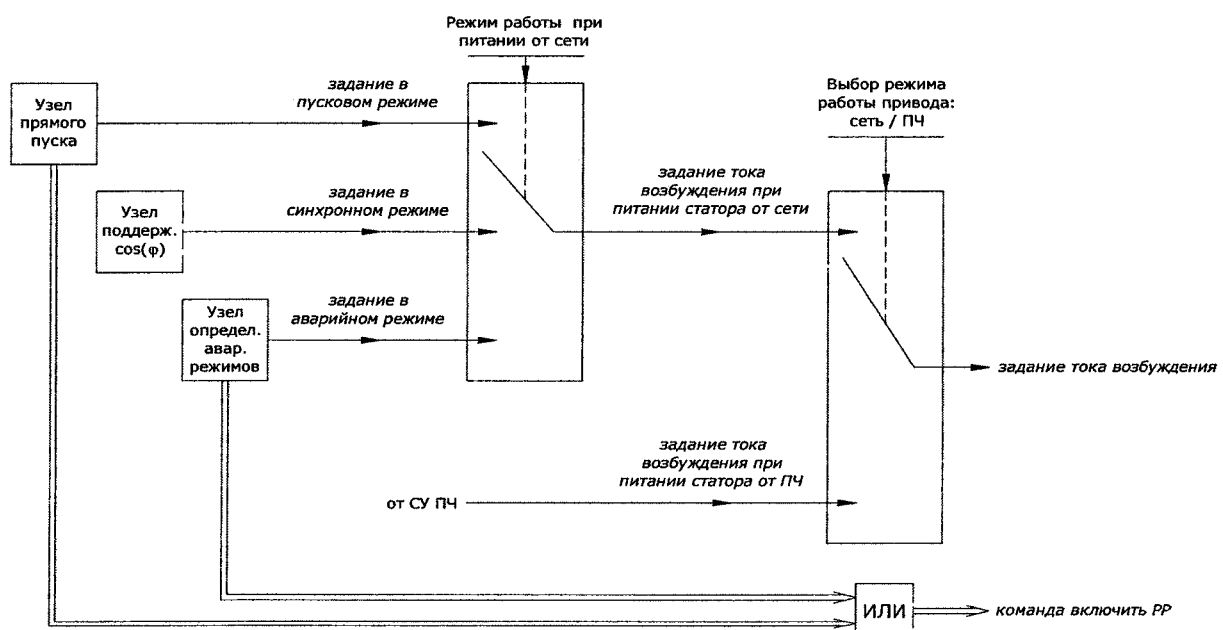 Режим работы при
питании от сети
Узел
прямого
пуска
задание в
пусковом режиме
Выбор режима
работы привода:
сеть / ПЧ
Узел
поддерж.
cos(φ)
задание в
синхронном режиме
задание тока
возбуждения при
питании статора от сети
Узел
определ.
авар.
режимов
задание в
аварийном режиме
задание тока возбуждения
задание тока
возбуждения при
питании статора от ПЧ
от СУ ПЧ
ИЛИ
команда включить РР